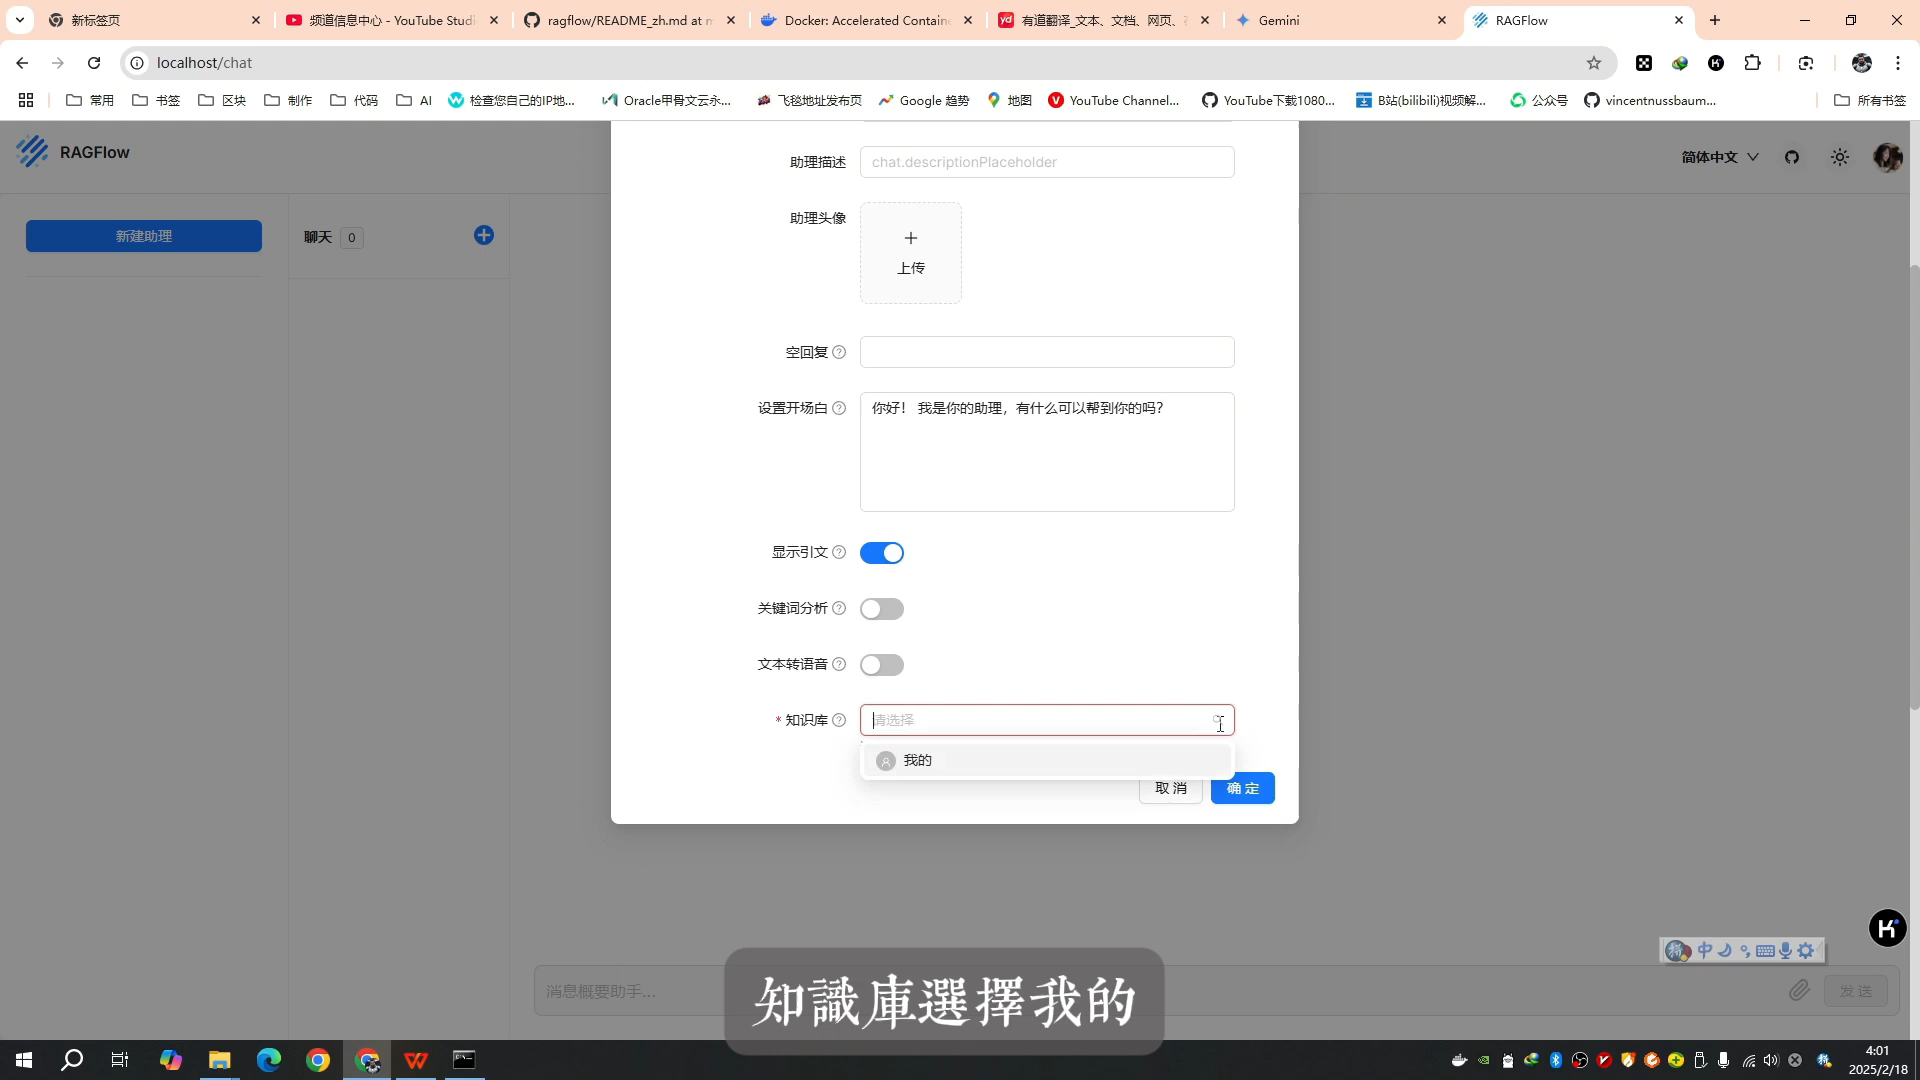 新标签页
频道信息中心 - YouTube Studi
ragflow/README_zh.md at m
Docker: Accelerated Containe
有道翻译_文本、文档、网页、
Gemini
RAGFlow
localhost/chat
常用
书签
区块
制作
代码
AI
检查您自己的IP地...
Oracle甲骨文云永...
飞毯地址发布页
Google 趋势
地图
YouTube Channel...
YouTube下载1080...
B站(bilibili)视频解...
公众号
vincentnussbaum...
所有书签
RAGFlow
简体中文
新建助理
聊天 0
助理描述 chat.descriptionPlaceholder
助理头像
上传
空回复
设置开场白 你好! 我是你的助理，有什么可以帮到你的吗?
显示引文
关键词分析
文本转语音
* 知识库 请选择
我的
取 消
确 定
消息概要助手...
发 送
中
知識庫選擇我的
4:01
2025/2/18